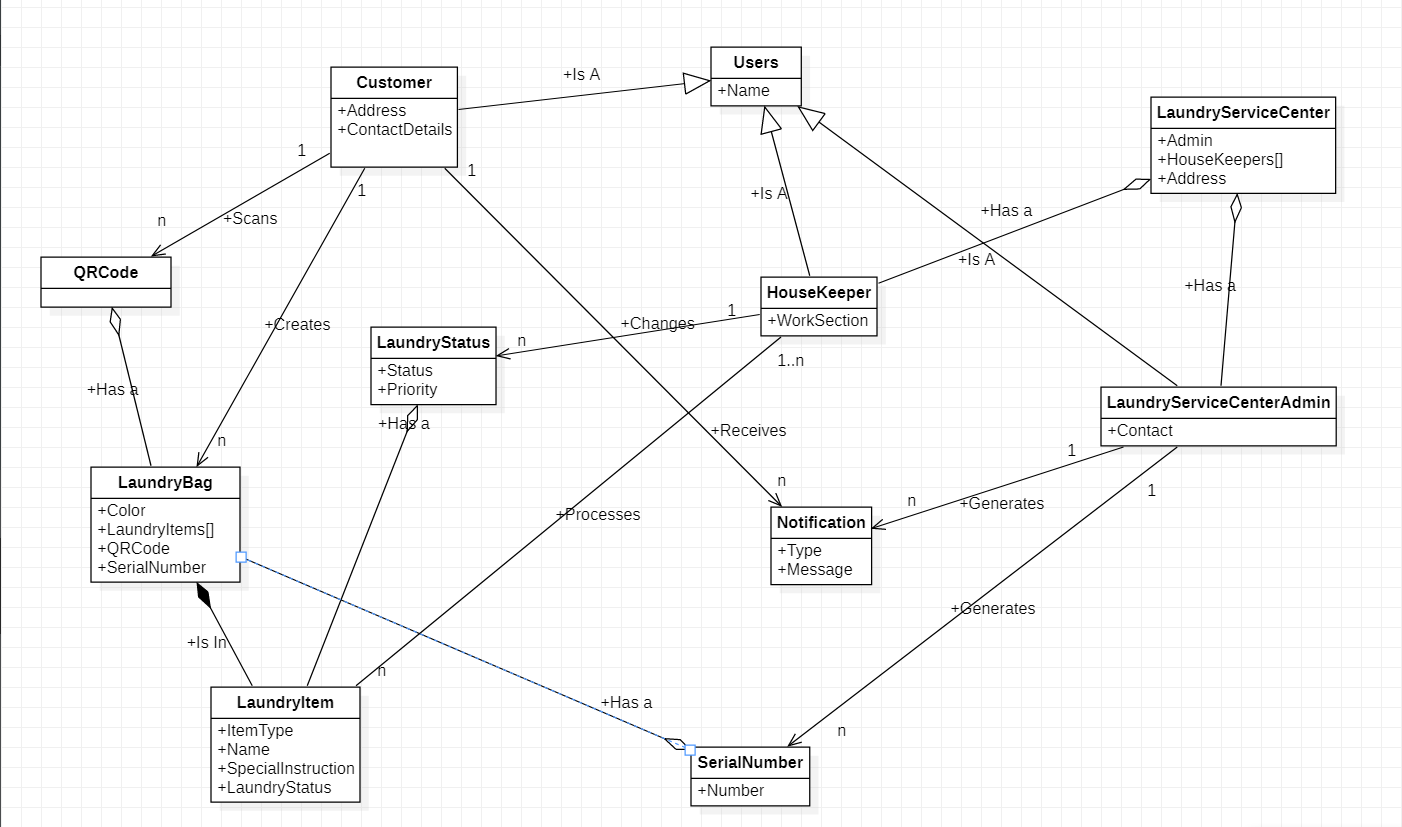 Users
+Name
+Is A
Customer
+Address
+ContactDetails
LaundryServiceCenter
+Admin
+HouseKeepers[]
+Address
1
1
1
n
+Scans
+Is A
+Has a
+Is A
QRCode
+Has a
HouseKeeper
+WorkSection
1
+Changes
n
+Creates
LaundryStatus
+Status
+Priority
1..n
+Has a
+Has a
LaundryServiceCenterAdmin
+Contact
+Receives
n
1
LaundryBag
+Color
+LaundryItems[]
+QRCode
+SerialNumber
n
n
+Generates
1
+Processes
Notification
+Type
+Message
+Generates
+Is In
n
LaundryItem
+ItemType
+Name
+SpecialInstruction
+LaundryStatus
+Has a
n
SerialNumber
+Number